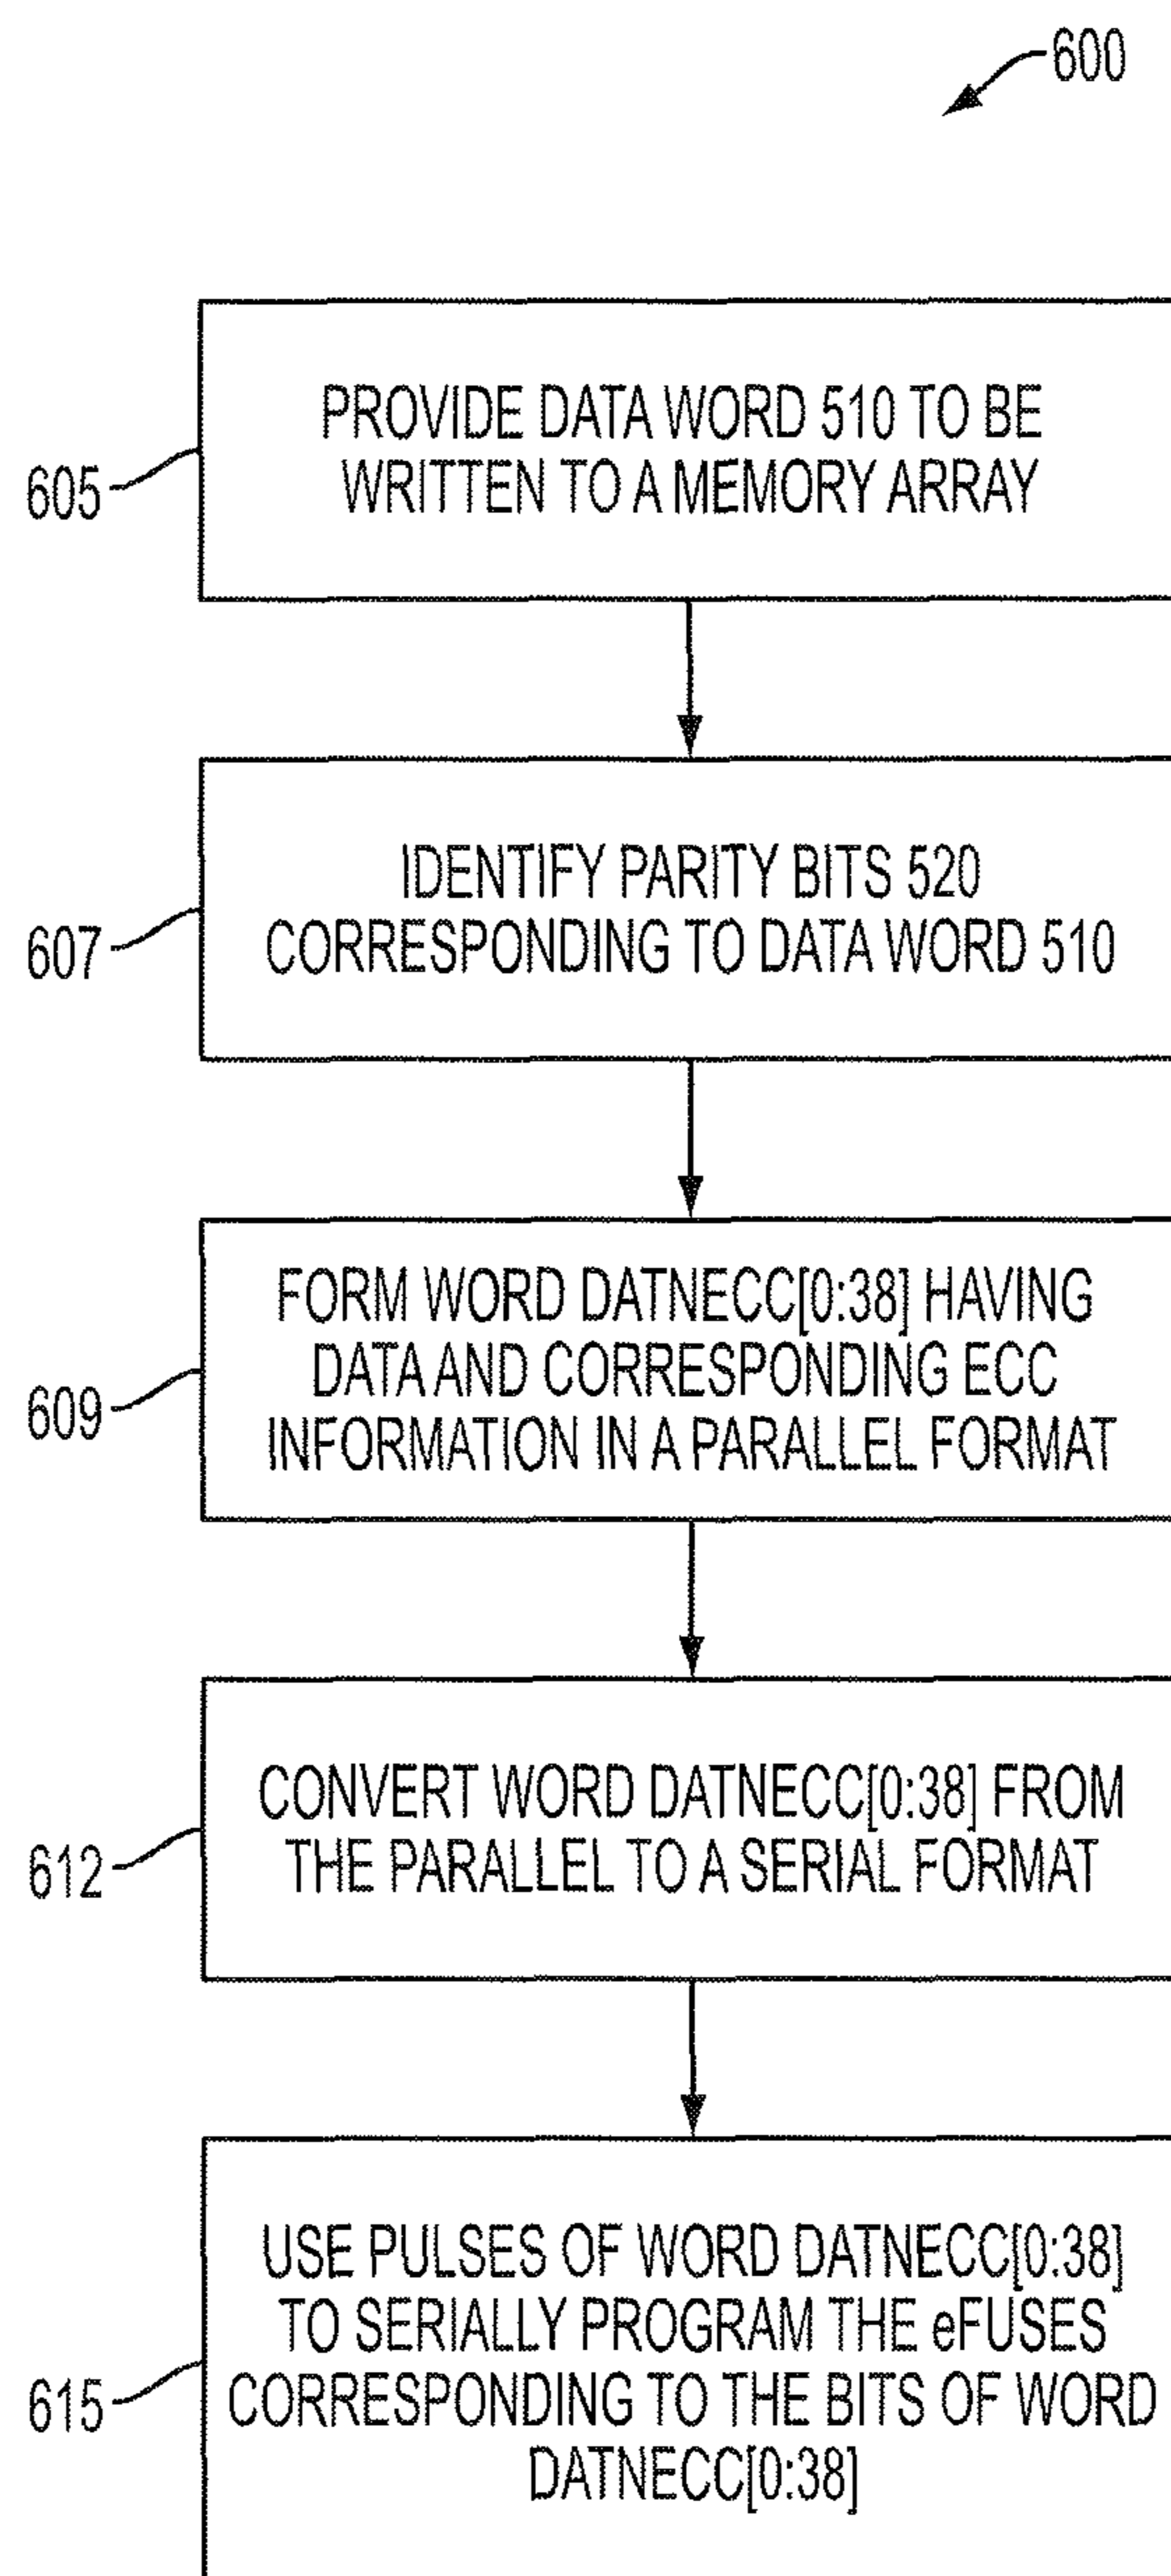 600
PROVIDE DATA WORD 510 TO BE
WRITTEN TO A MEMORY ARRAY
605
IDENTIFY PARITY BITS 520
CORRESPONDING TO DATA WORD 510
607
FORM WORD DATNECC[0:38] HAVING
DATA AND CORRESPONDING ECC
INFORMATION IN A PARALLEL FORMAT
609
CONVERT WORD DATNECC[0:38] FROM
THE PARALLEL TO A SERIAL FORMAT
612
USE PULSES OF WORD DATNECC[0:38]
TO SERIALLY PROGRAM THE eFUSES
CORRESPONDING TO THE BITS OF WORD
DATNECC[0:38]
615